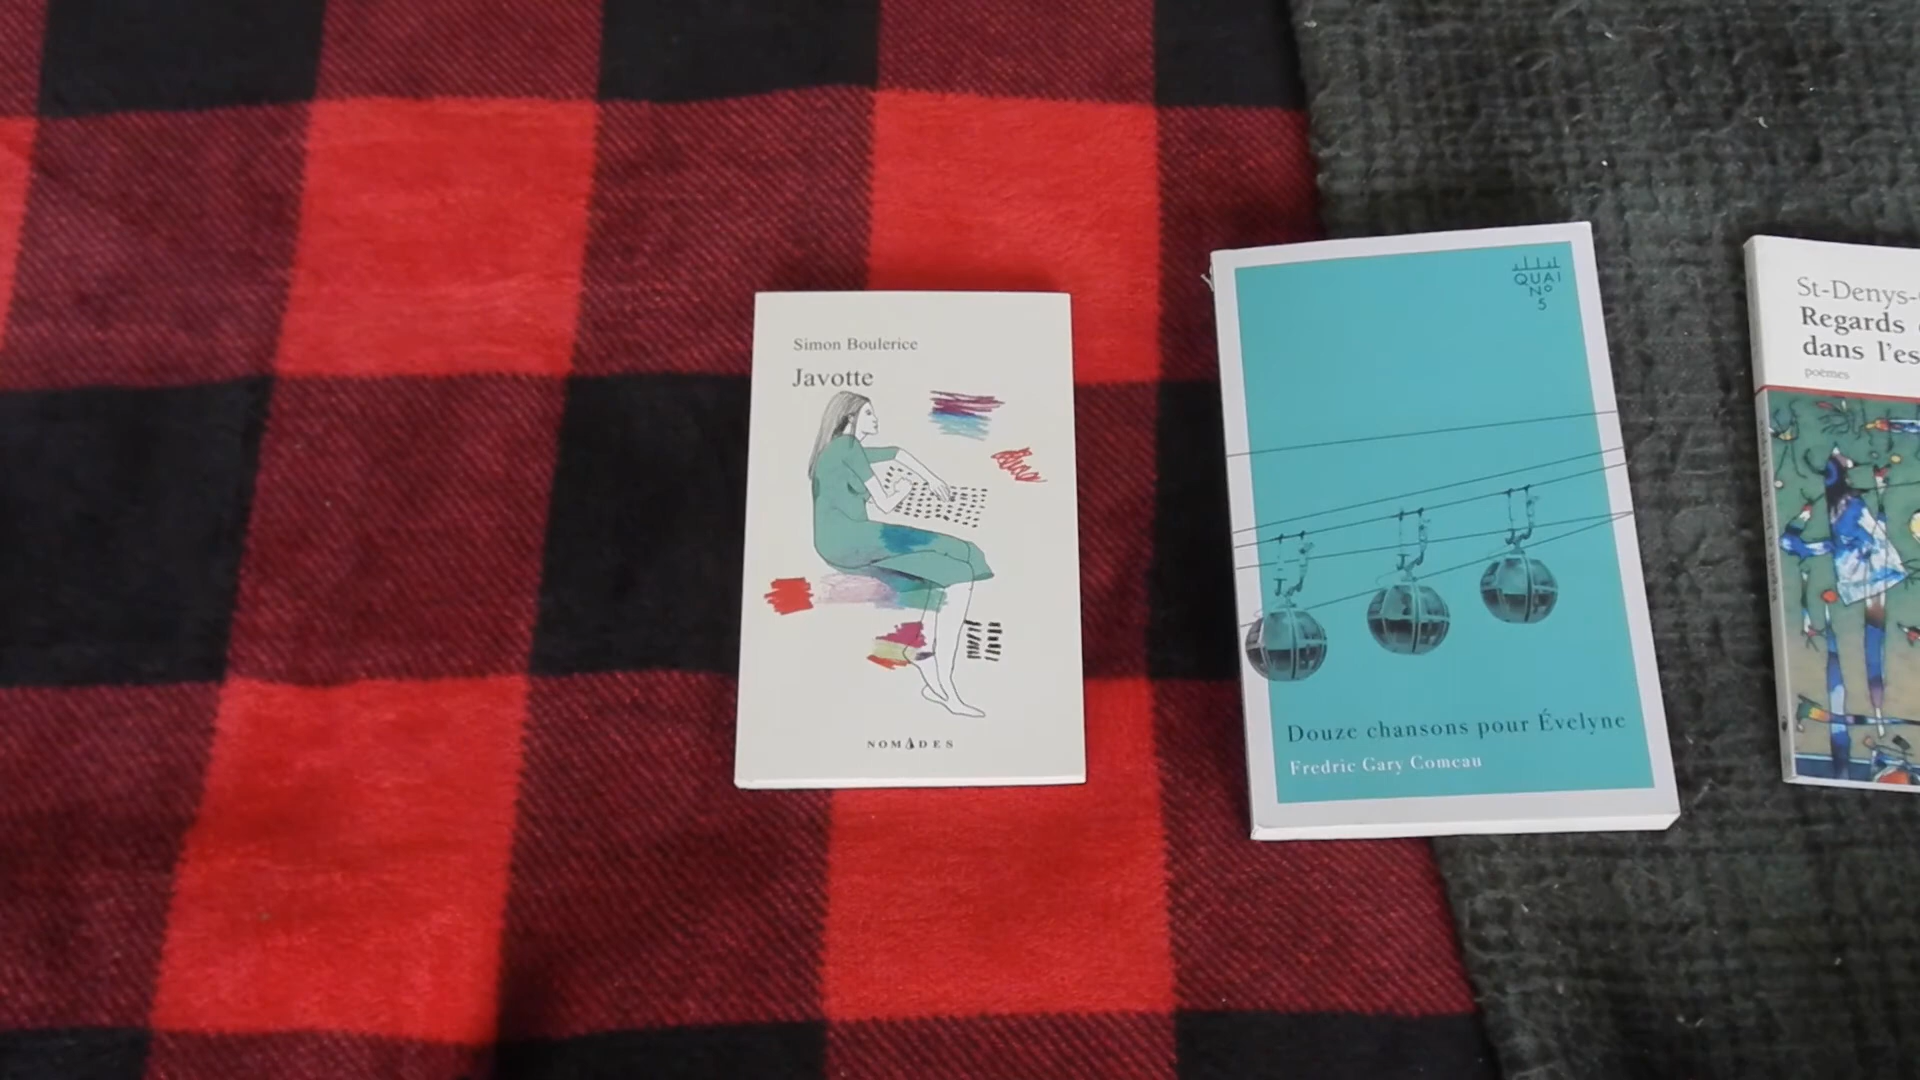 Simon Boulerice
Javotte
NOMADES
QUAI
Nº
5
Douze chansons pour Évelyne
Fredric Gary Comeau
St-Denys-
Regards
dans l'es
poèmes